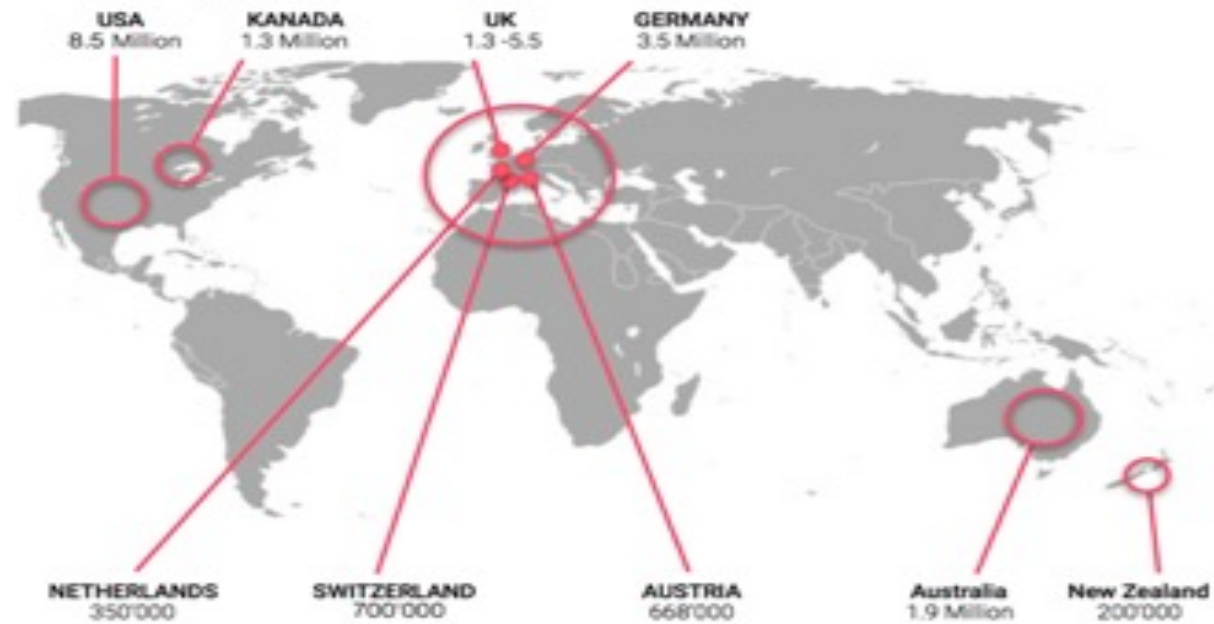 USA
8.5 Million
KANADA
1.3 Million
UK
1.3 -5.5
GERMANY
3.5 Million
NETHERLANDS
350'000
SWITZERLAND
700'000
AUSTRIA
668'000
Australia
1.9 Million
New Zealand
200'000